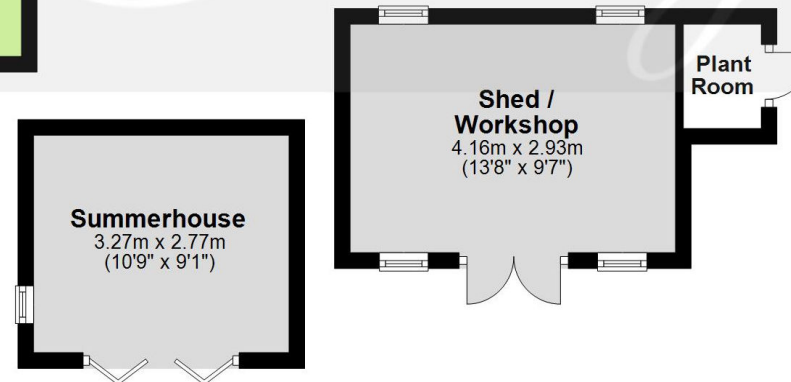 Shed /
Workshop
4.16m x 2.93m
(13'8" x 9'7")
Plant
Room
Summerhouse
3.27m x 2.77m
(10'9" x 9'1")